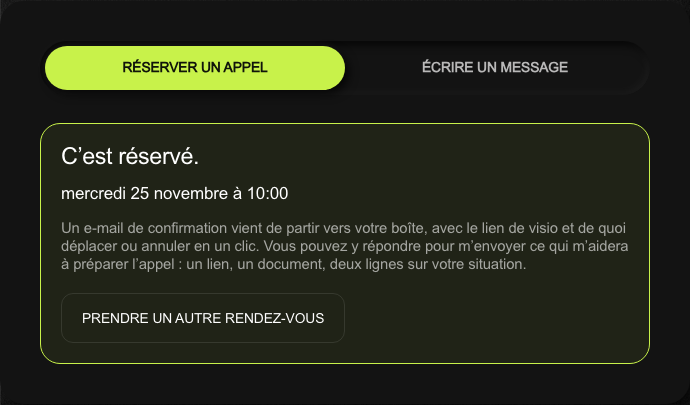 RÉSERVER UN APPEL
ÉCRIRE UN MESSAGE
C’est réservé.
mercredi 25 novembre à 10:00
Un e-mail de confirmation vient de partir vers votre boîte, avec le lien de visio et de quoi
déplacer ou annuler en un clic. Vous pouvez y répondre pour m’envoyer ce qui m’aidera
à préparer l’appel : un lien, un document, deux lignes sur votre situation.
PRENDRE UN AUTRE RENDEZ-VOUS